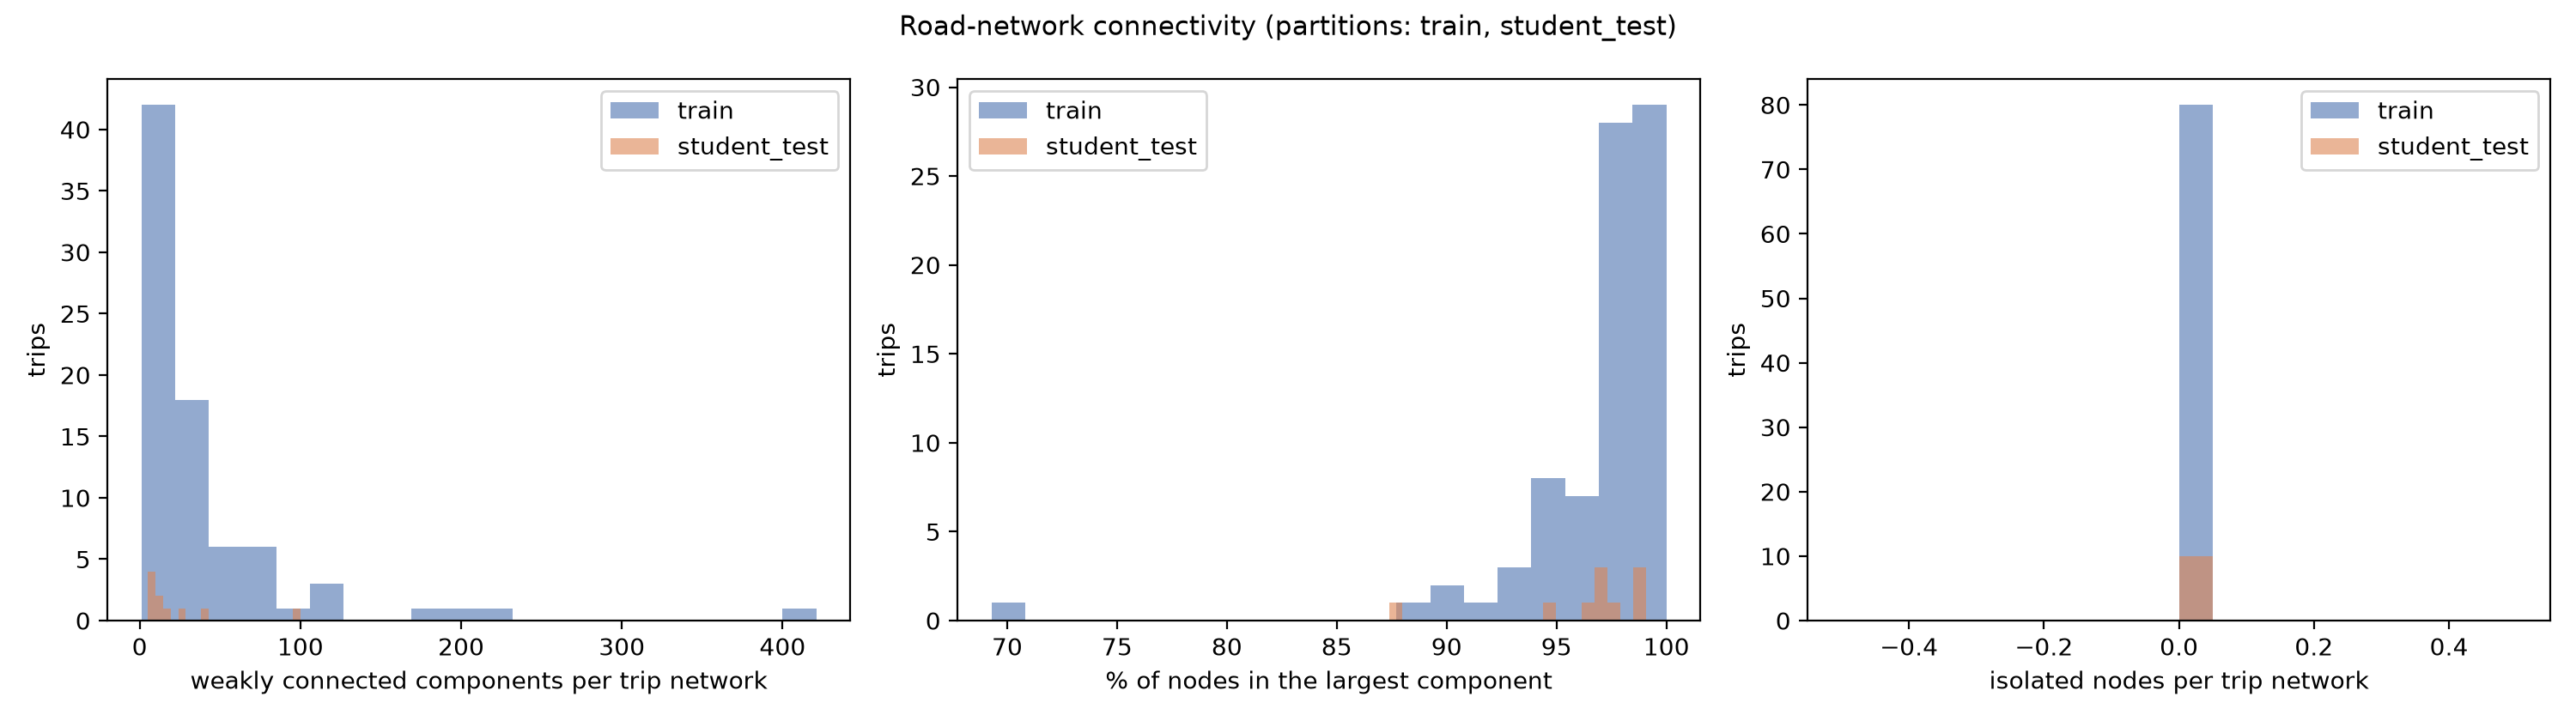 Road-network connectivity (partitions: train, student_test)
train
student_test
trips
40
35
30
25
20
15
10
5
0
0 100 200 300 400
weakly connected components per trip network
train
student_test
trips
30
25
20
15
10
5
0
70 75 80 85 90 95 100
% of nodes in the largest component
train
student_test
trips
80
70
60
50
40
30
20
10
0
−0.4 −0.2 0.0 0.2 0.4
isolated nodes per trip network